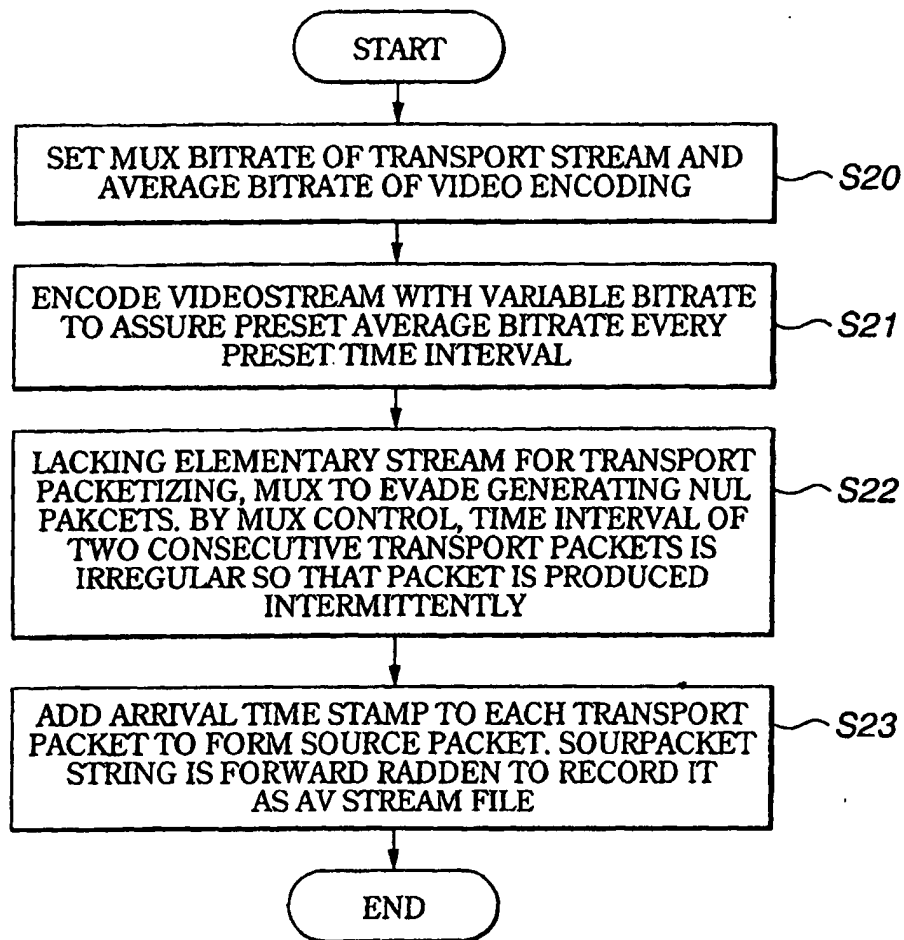 START
SET MUX BITRATE OF TRANSPORT STREAM AND
AVERAGE BITRATE OF VIDEO ENCODING
S20
ENCODE VIDEOSTREAM WITH VARIABLE BITRATE
TO ASSURE PRESET AVERAGE BITRATE EVERY
PRESET TIME INTERVAL
S21
LACKING ELEMENTARY STREAM FOR TRANSPORT
PACKETIZING, MUX TO EVADE GENERATING NUL
PAKCETS. BY MUX CONTROL, TIME INTERVAL OF
TWO CONSECUTIVE TRANSPORT PACKETS IS
IRREGULAR SO THAT PACKET IS PRODUCED
INTERMITTENTLY
S22
ADD ARRIVAL TIME STAMP TO EACH TRANSPORT
PACKET TO FORM SOURCE PACKET. SOURPACKET
STRING IS FORWARD RADDEN TO RECORD IT
AS AV STREAM FILE
S23
END